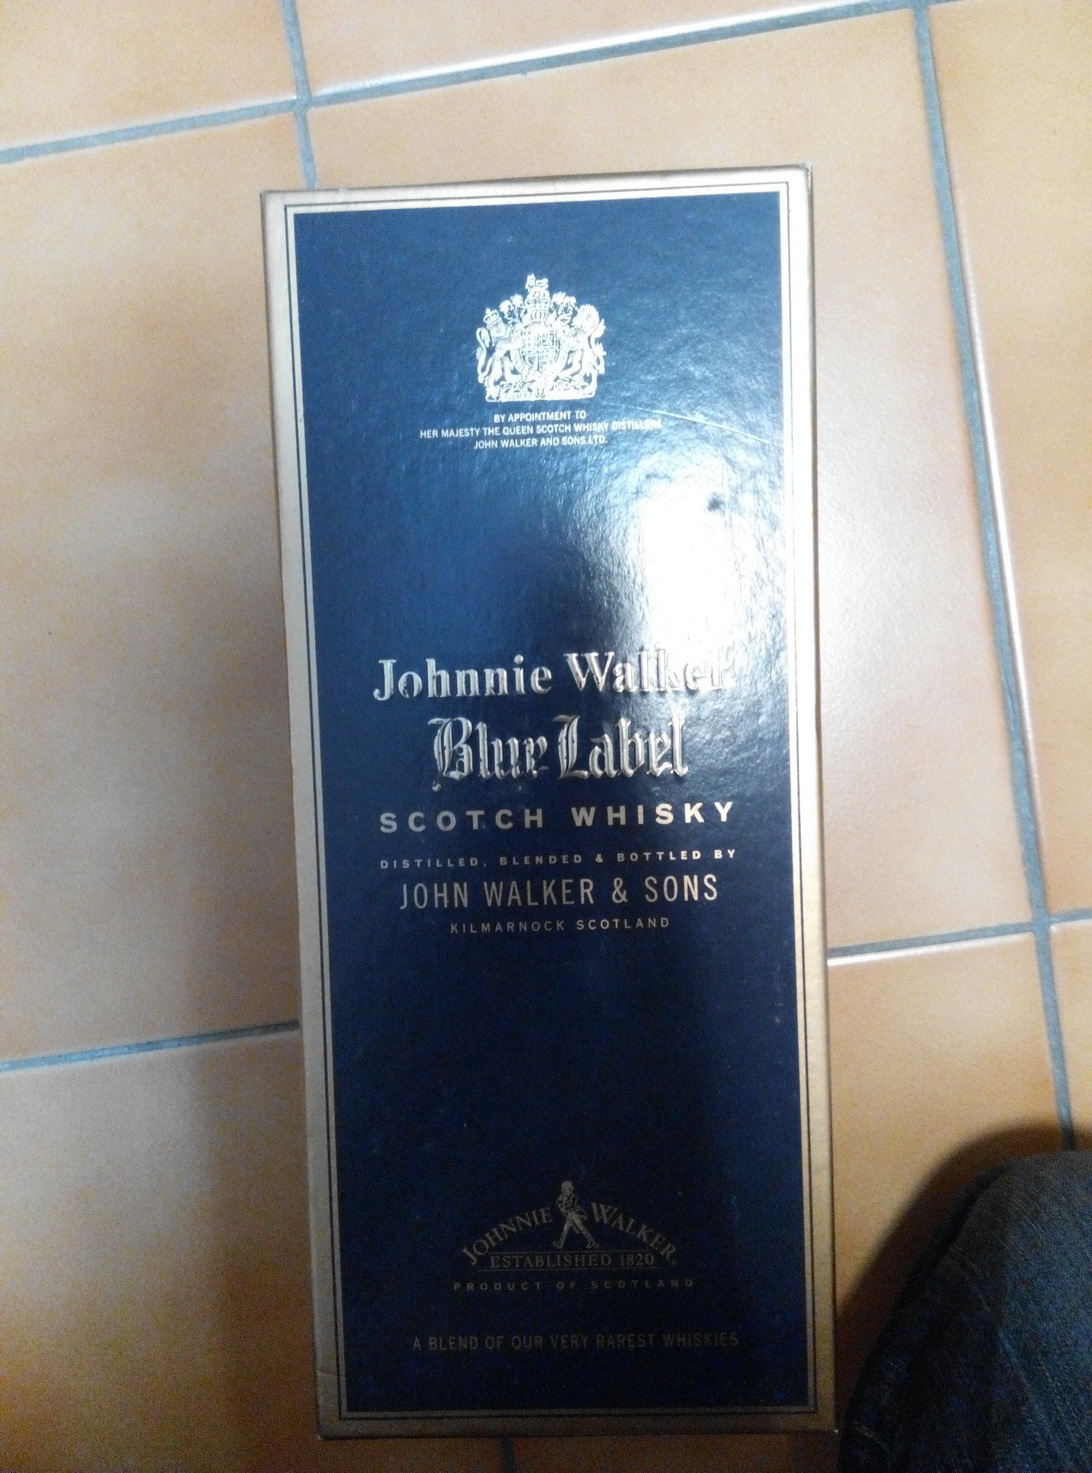 BY APPOINTMENT TO
HER MAJESTY THE QUEEN SCOTCH WHISKY DISTILLERS
JOHN WALKER AND SONS LTD.
Johnnie Walker
Blue Label
SCOTCH WHISKY
DISTILLED, BLENDED & BOTTLED BY
JOHN WALKER & SONS
KILMARNOCK SCOTLAND
JOHNNIE WALKER
ESTABLISHED 1820
PRODUCT OF SCOTLAND
A BLEND OF OUR VERY RAREST WHISKIES